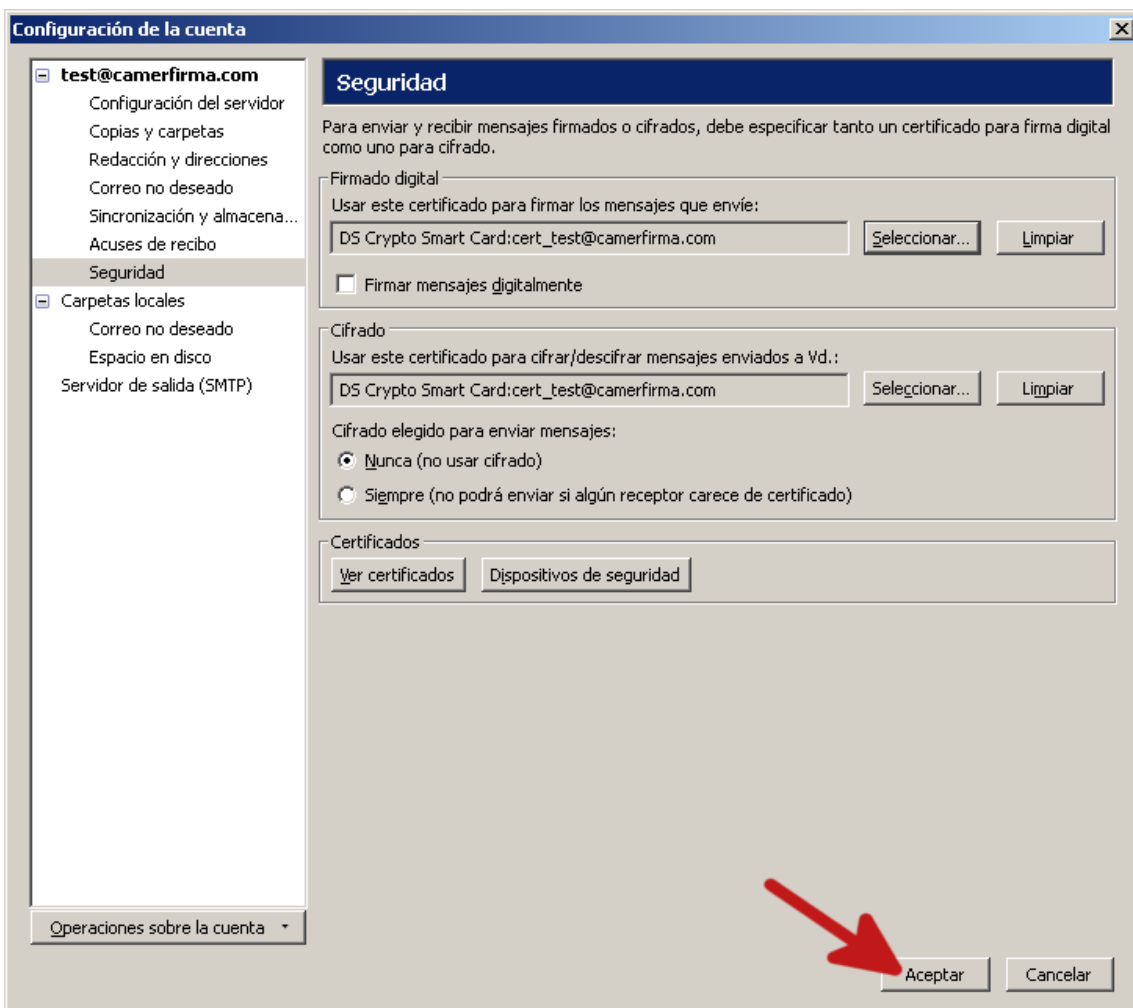 Configuración de la cuenta
test@camerfirma.com
Configuración del servidor
Copias y carpetas
Redacción y direcciones
Correo no deseado
Sincronización y almacena...
Acuses de recibo
Seguridad
Carpetas locales
Correo no deseado
Espacio en disco
Servidor de salida (SMTP)
Operaciones sobre la cuenta
Seguridad
Para enviar y recibir mensajes firmados o cifrados, debe especificar tanto un certificado para firma digital
como uno para cifrado.
Firmado digital
Usar este certificado para firmar los mensajes que envíe:
DS Crypto Smart Card:cert_test@camerfirma.com
Seleccionar...
Limpiar
Firmar mensajes digitalmente
Cifrado
Usar este certificado para cifrar/descifrar mensajes enviados a Vd.:
DS Crypto Smart Card:cert_test@camerfirma.com
Seleccionar...
Limpiar
Cifrado elegido para enviar mensajes:
Nunca (no usar cifrado)
Siempre (no podrá enviar si algún receptor carece de certificado)
Certificados
Ver certificados
Dispositivos de seguridad
Aceptar
Cancelar